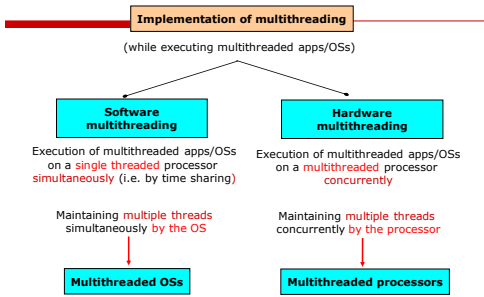 Implementation of multithreading
(while executing multithreaded apps/OSs)
Software
multithreading
Execution of multithreaded apps/OSs
on a single threaded processor
simultaneously (i.e. by time sharing)
Maintaining multiple threads
simultaneously by the OS
Multithreaded OSs
Hardware
multithreading
Execution of multithreaded apps/OSs
on a multithreaded processor
concurrently
Maintaining multiple threads
concurrently by the processor
Multithreaded processors